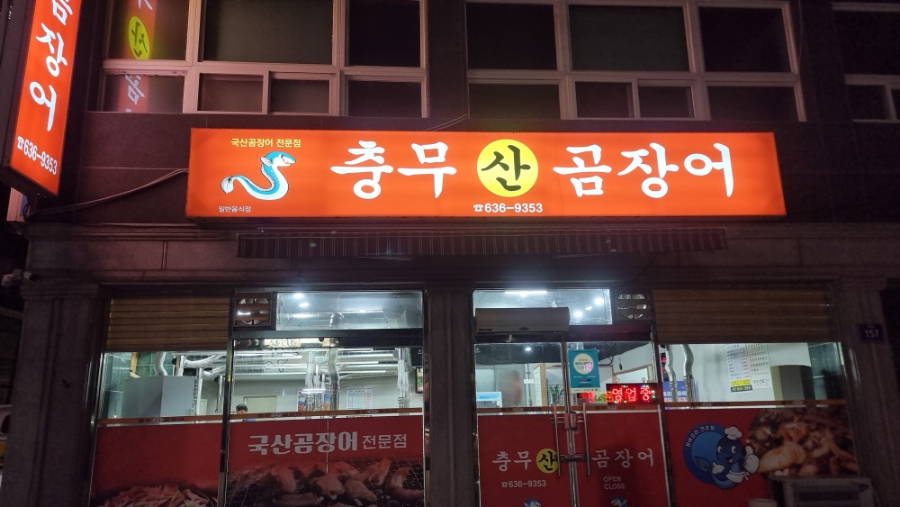 곰장어
☎636-9353
산
국산곰장어 전문점
충무 산 곰장어
일반음식점
☎636-9353
영업중
157
국산곰장어 전문점
충무 산 곰장어
☎636-9353
OPEN
CLOSE